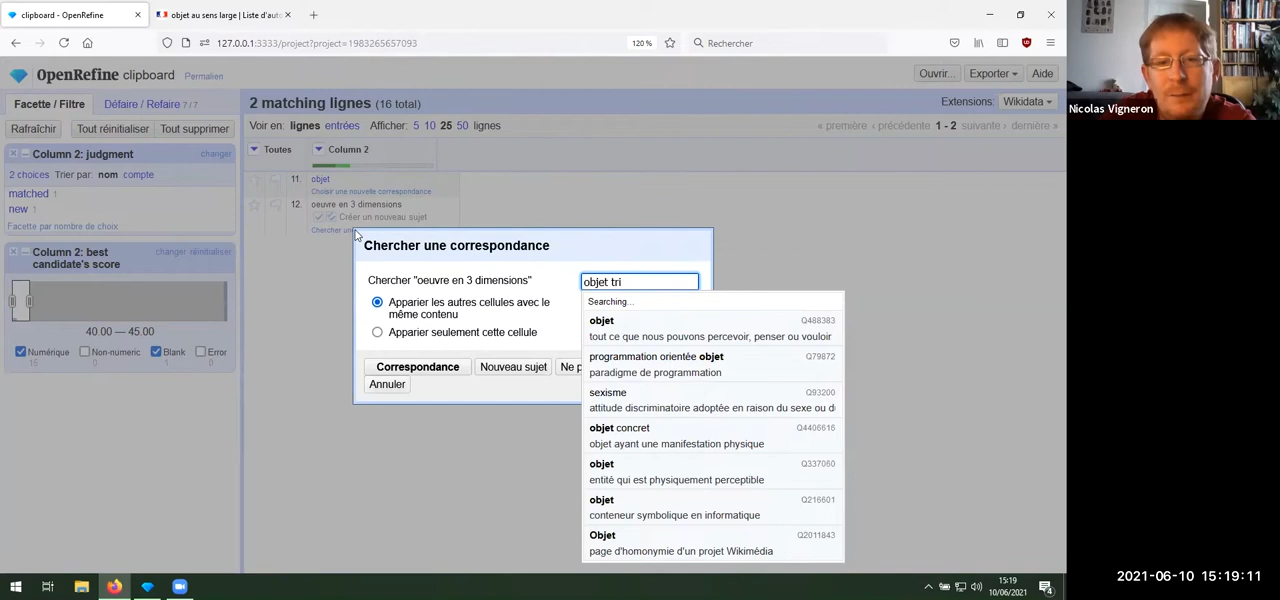 clipboard - OpenRefine
objet au sens large | Liste d'auto
127.0.0.1:3333/project?project=1983265657093
120 %
Rechercher
OpenRefine clipboard Permalien
Ouvrir... Exporter Aide
Facette / Filtre Défaire / Refaire 7 / 7
2 matching lignes (16 total)
Extensions: Wikidata
Rafraîchir Tout réinitialiser Tout supprimer
Voir en: lignes entrées Afficher: 5 10 25 50 lignes
« première ‹ précédente 1 - 2 suivante › dernière »
Column 2: judgment changer
2 choices Trier par: nom compte
matched 1
new 1
Facette par nombre de choix
Column 2: best candidate's score changer réinitialiser
40.00 — 45.00
Numérique Non-numeric Blank Error
15 0 1 0
Toutes Column 2
11. objet
Choisir une nouvelle correspondance
12. oeuvre en 3 dimensions
Créer un nouveau sujet
Chercher un
Chercher une correspondance
Chercher "oeuvre en 3 dimensions"
objet tri
Apparier les autres cellules avec le
même contenu
Apparier seulement cette cellule
Correspondance Nouveau sujet Ne p
Annuler
Searching...
objet Q488383
tout ce que nous pouvons percevoir, penser ou vouloir
programmation orientée objet Q79872
paradigme de programmation
sexisme Q93200
attitude discriminatoire adoptée en raison du sexe ou d
objet concret Q4406616
objet ayant une manifestation physique
objet Q337060
entité qui est physiquement perceptible
objet Q216601
conteneur symbolique en informatique
Objet Q2011843
page d'homonymie d'un projet Wikimédia
Nicolas Vigneron
15:19
10/06/2021
4
2021-06-10 15:19:11